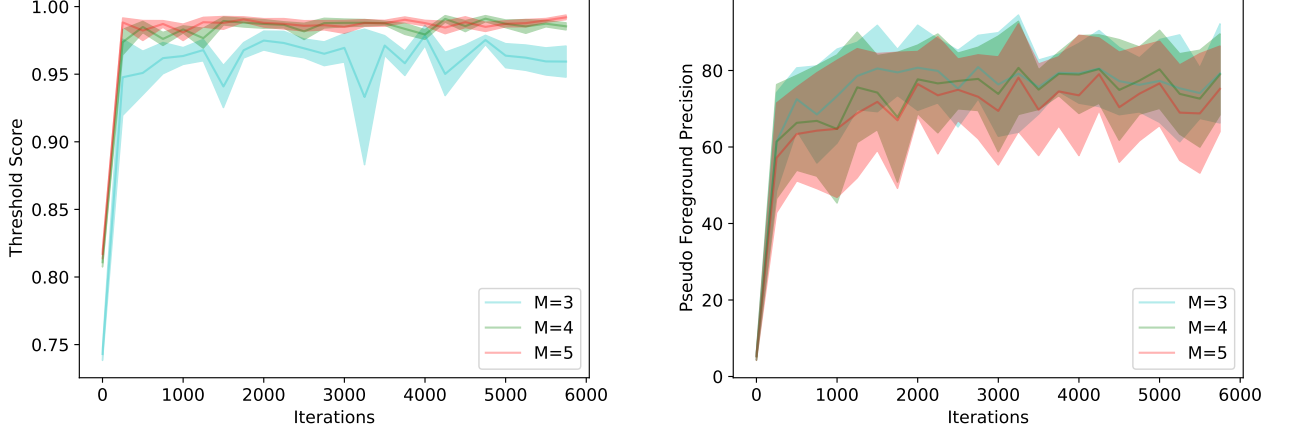 Threshold Score
1.00
0.95
0.90
0.85
0.80
0.75
0 1000 2000 3000 4000 5000 6000
Iterations
M=3
M=4
M=5
Pseudo Foreground Precision
80
60
40
20
0
0 1000 2000 3000 4000 5000 6000
Iterations
M=3
M=4
M=5